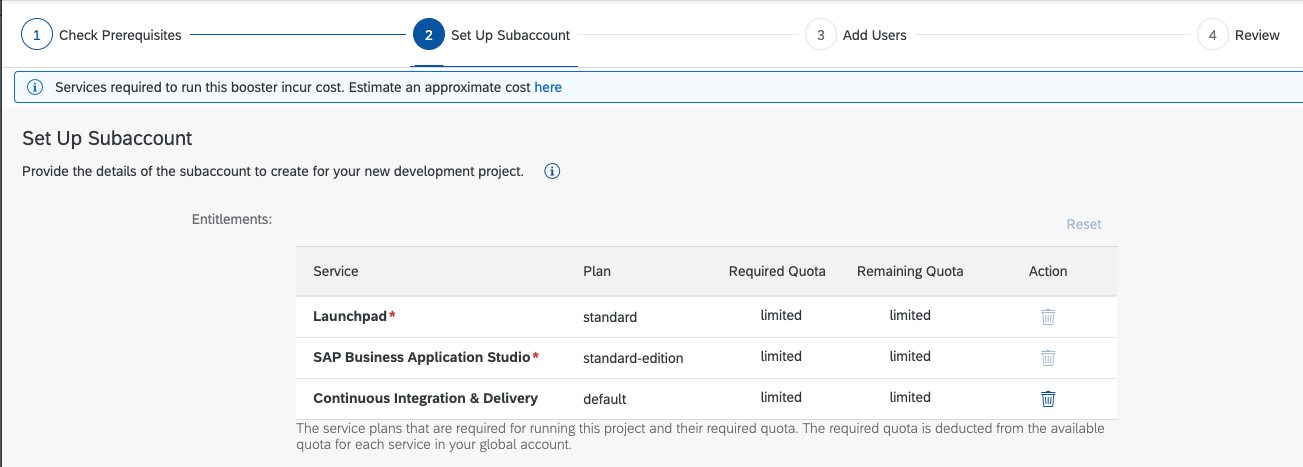 1 Check Prerequisites 2 Set Up Subaccount 3 Add Users 4 Review
Services required to run this booster incur cost. Estimate an approximate cost here
Set Up Subaccount
Provide the details of the subaccount to create for your new development project.
Entitlements:
Reset
Service Plan Required Quota Remaining Quota Action
Launchpad* standard limited limited
SAP Business Application Studio* standard-edition limited limited
Continuous Integration & Delivery default limited limited
The service plans that are required for running this project and their required quota. The required quota is deducted from the available
quota for each service in your global account.